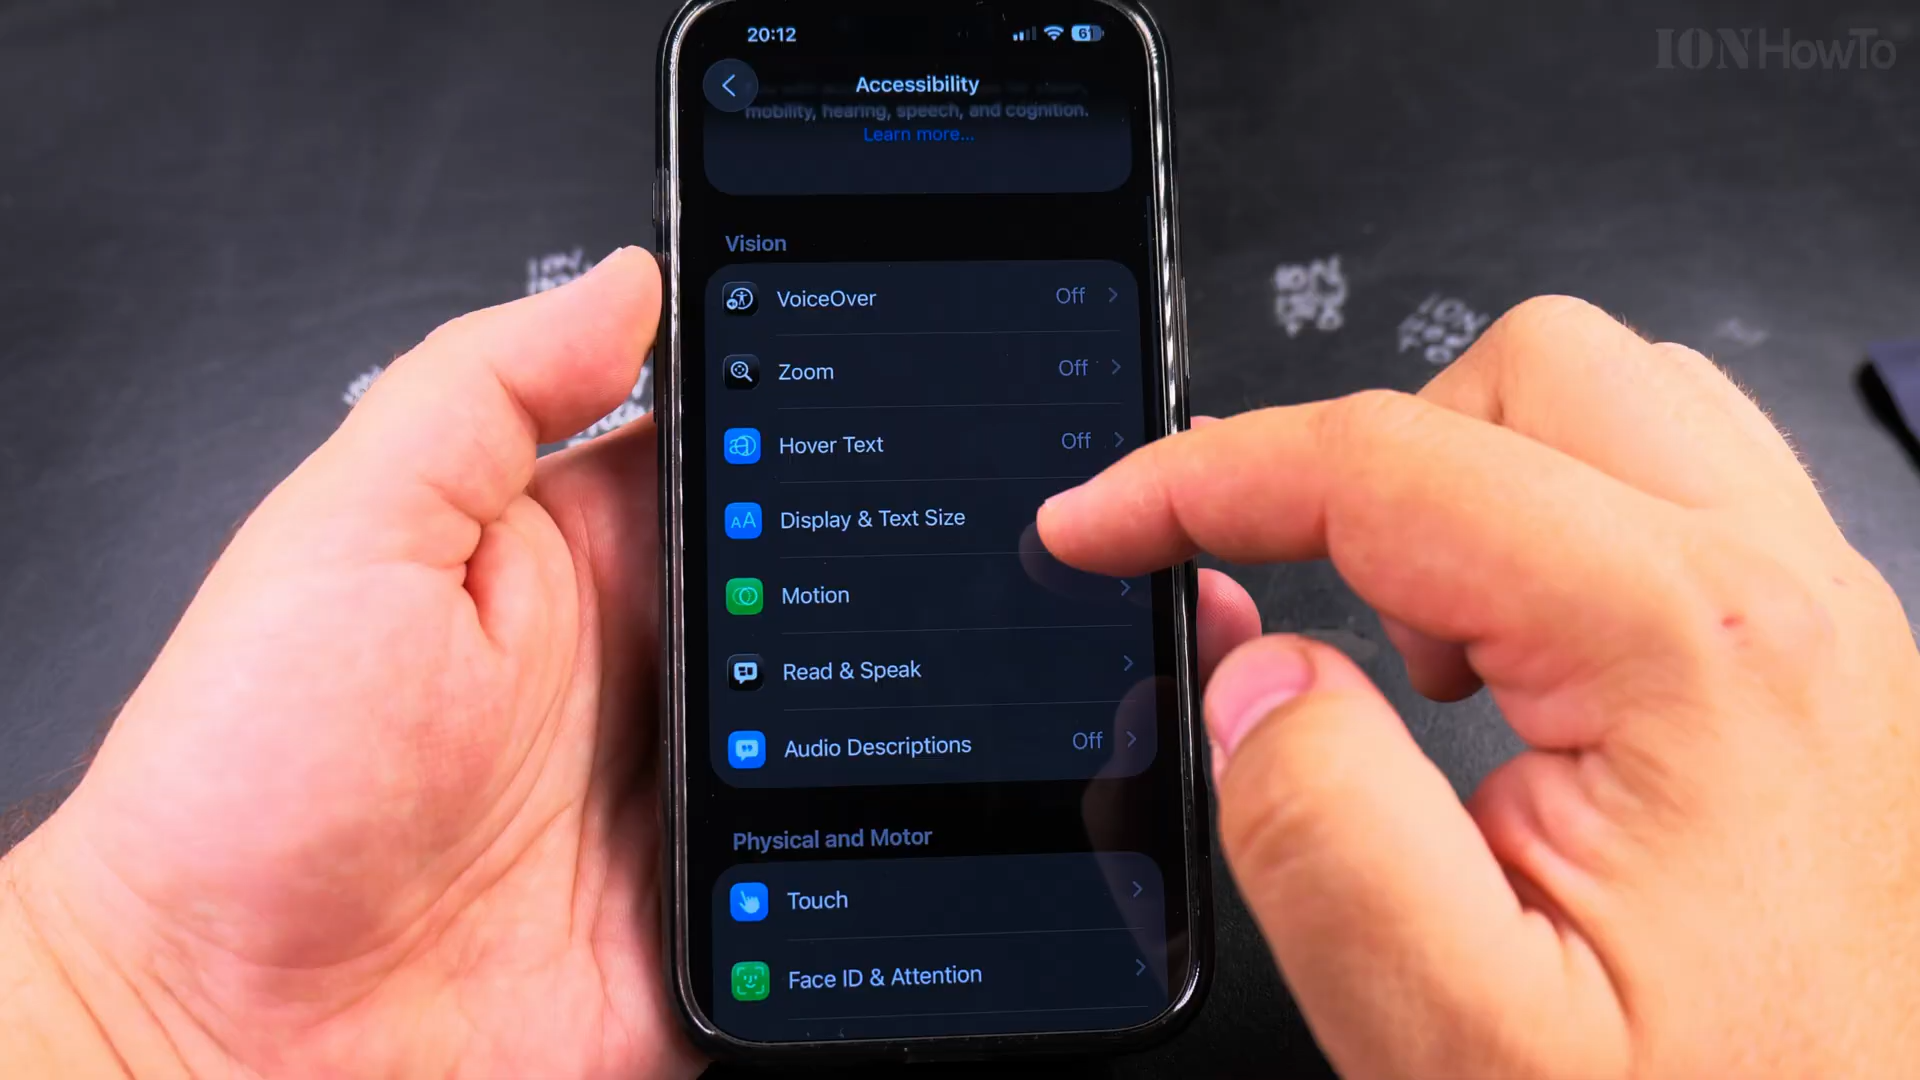 IONHowTo
20:12
61
Accessibility
mobility, hearing, speech, and cognition.
Learn more...
Vision
VoiceOver Off
Zoom Off
Hover Text Off
Display & Text Size
Motion
Read & Speak
Audio Descriptions Off
Physical and Motor
Touch
Face ID & Attention